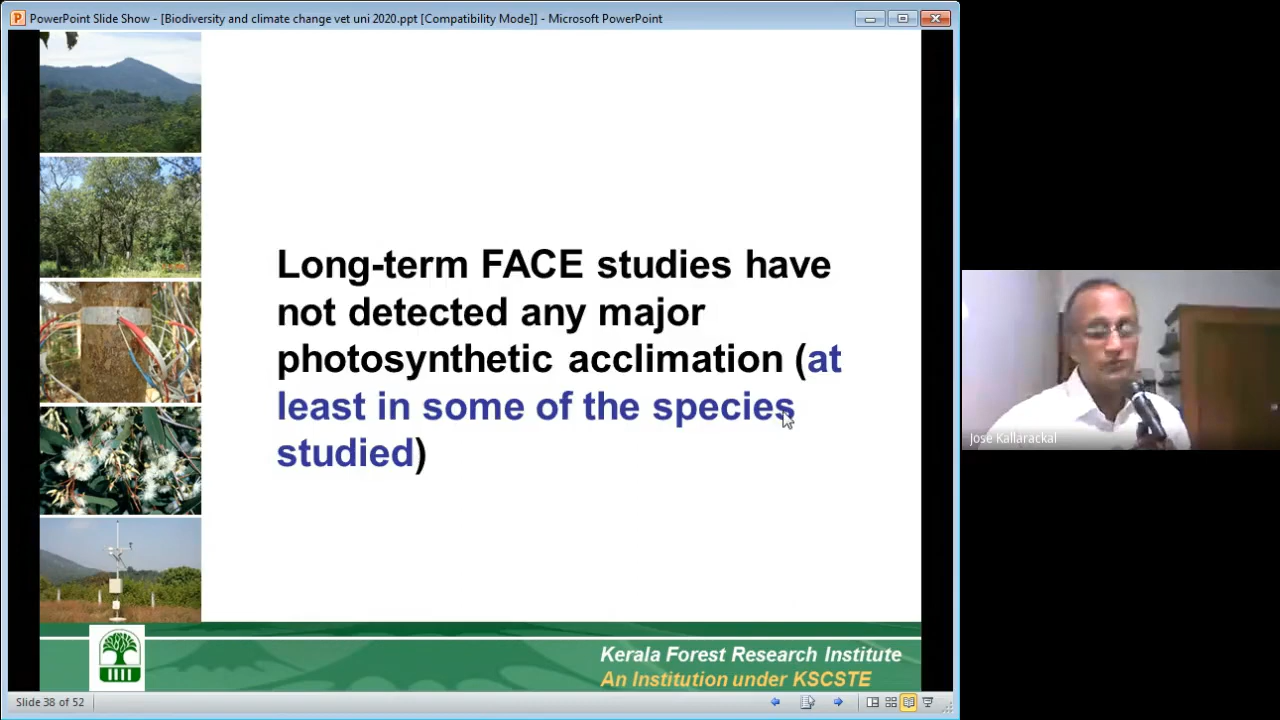 PowerPoint Slide Show - [Biodiversity and climate change vet uni 2020.ppt [Compatibility Mode]] - Microsoft PowerPoint
Long-term FACE studies have
not detected any major
photosynthetic acclimation (at
least in some of the species
studied)
Jose Kallarackal
Kerala Forest Research Institute
An Institution under KSCSTE
Slide 38 of 52